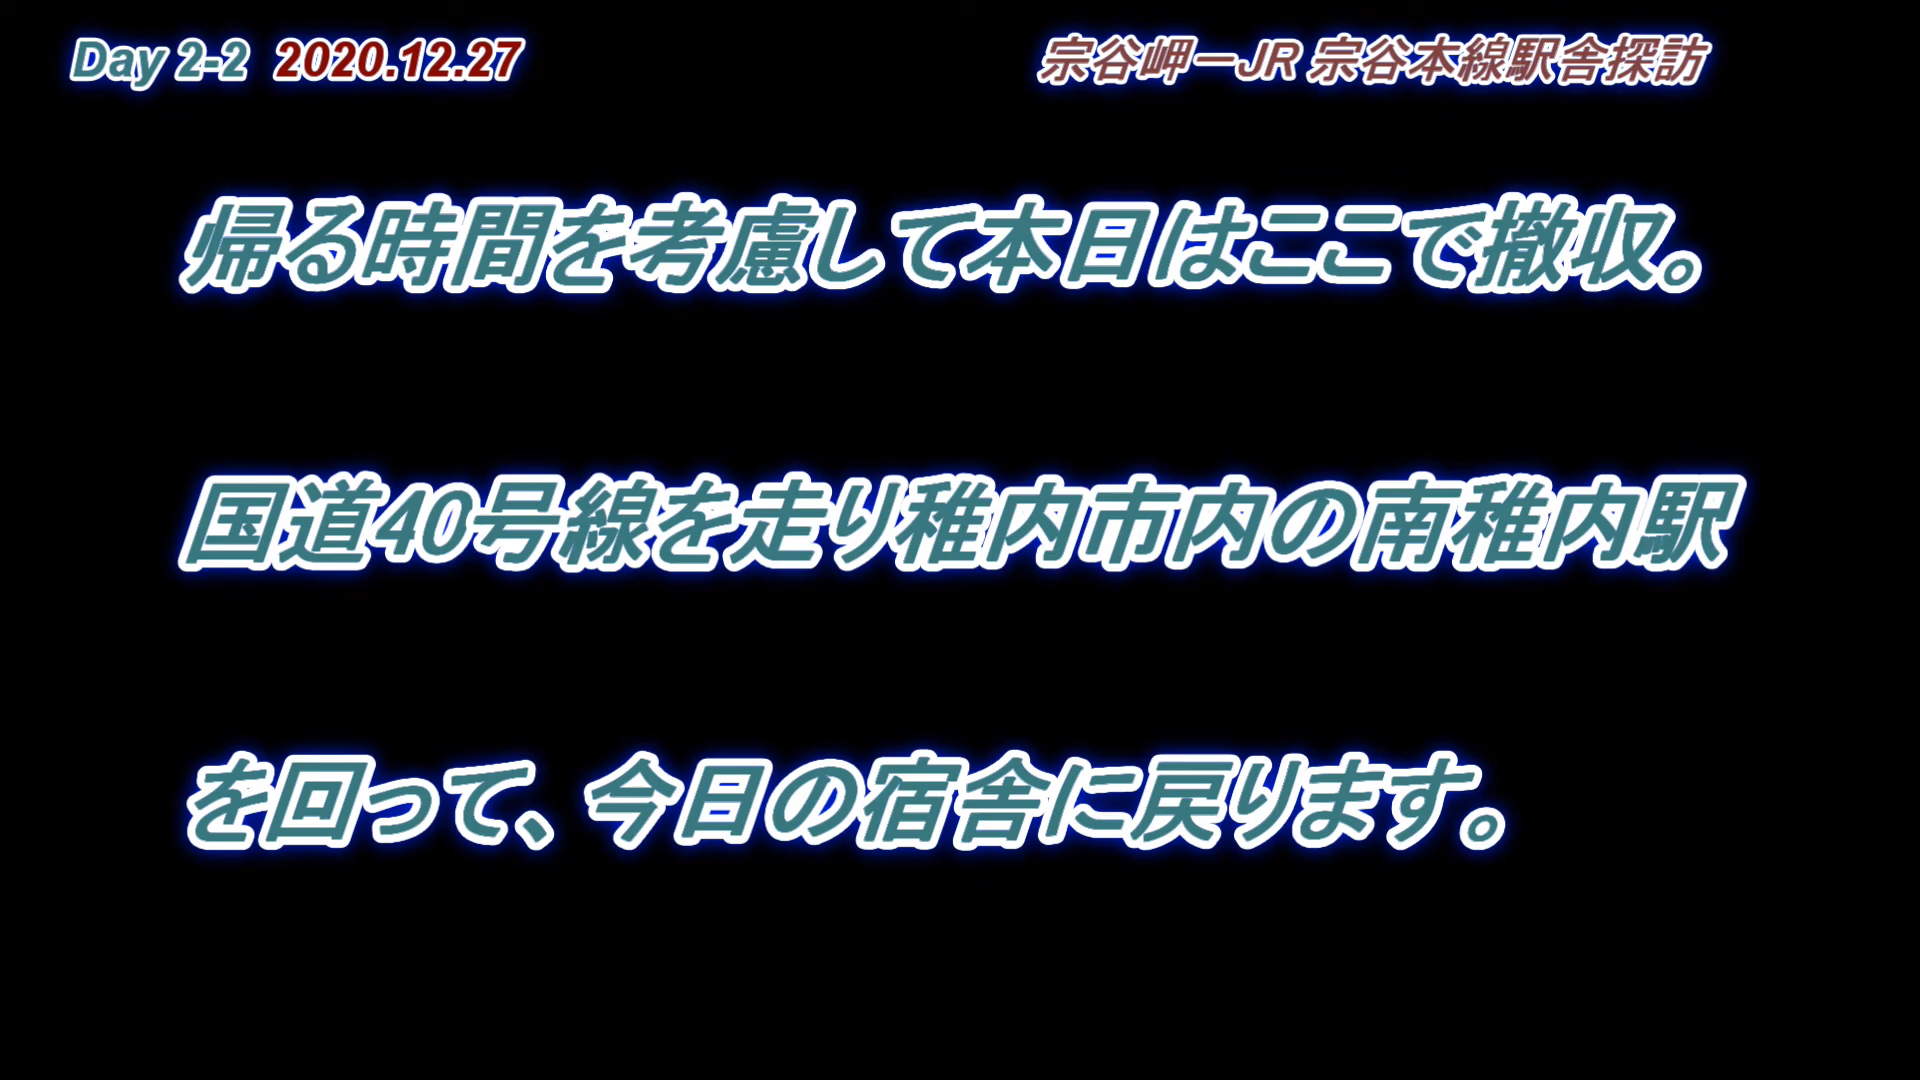 Day 2-2 2020.12.27 宗谷岬－JR 宗谷本線駅舎探訪
帰る時間を考慮して本日はここで撤収。
国道40号線を走り稚内市内の南稚内駅
を回って、今日の宿舎に戻ります。